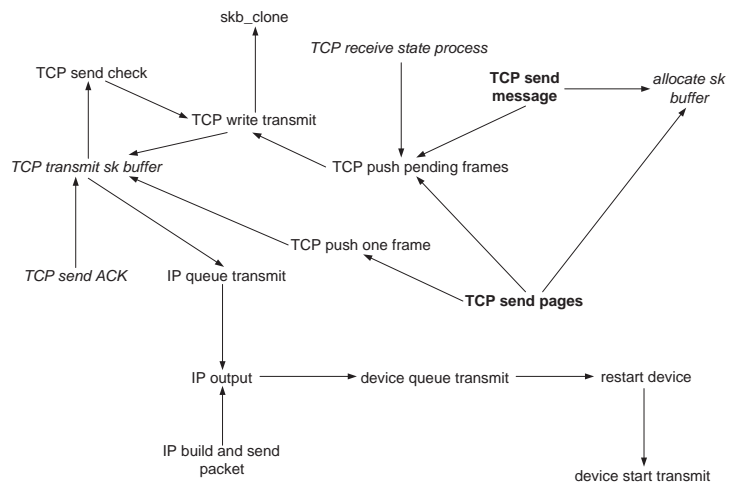 skb_clone
TCP receive state process
TCP send check
TCP send
message
allocate sk
buffer
TCP write transmit
TCP transmit sk buffer
TCP push pending frames
TCP push one frame
TCP send ACK
IP queue transmit
TCP send pages
IP output
device queue transmit
restart device
IP build and send
packet
device start transmit